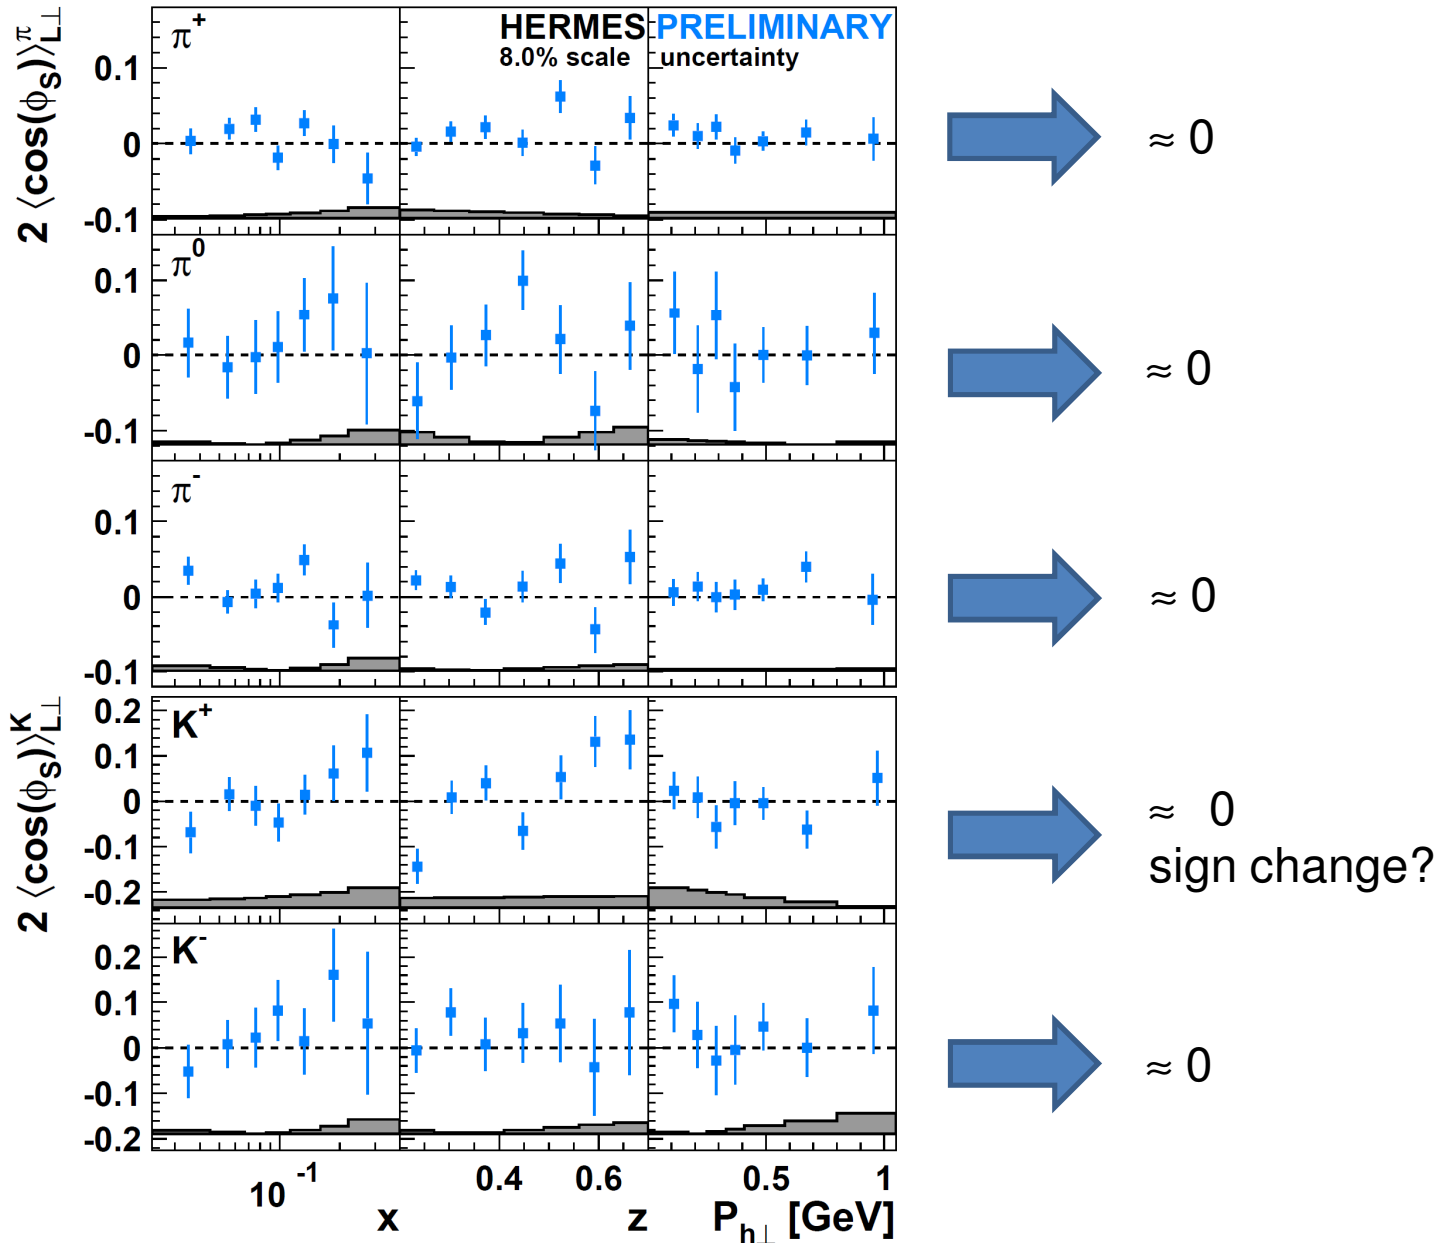 2 ⟨cos(ϕS)⟩πL⊥
π+
HERMES PRELIMINARY
8.0% scale uncertainty
0.1
0
-0.1
≈ 0
π0
0.1
0
-0.1
≈ 0
π-
0.1
0
-0.1
≈ 0
2 ⟨cos(ϕS)⟩KL⊥
K+
0.2
0.1
0
-0.1
-0.2
≈ 0
sign change?
K-
0.2
0.1
0
-0.1
-0.2
≈ 0
10-1 0.4 0.6 0.5 1
x z Ph⊥ [GeV]